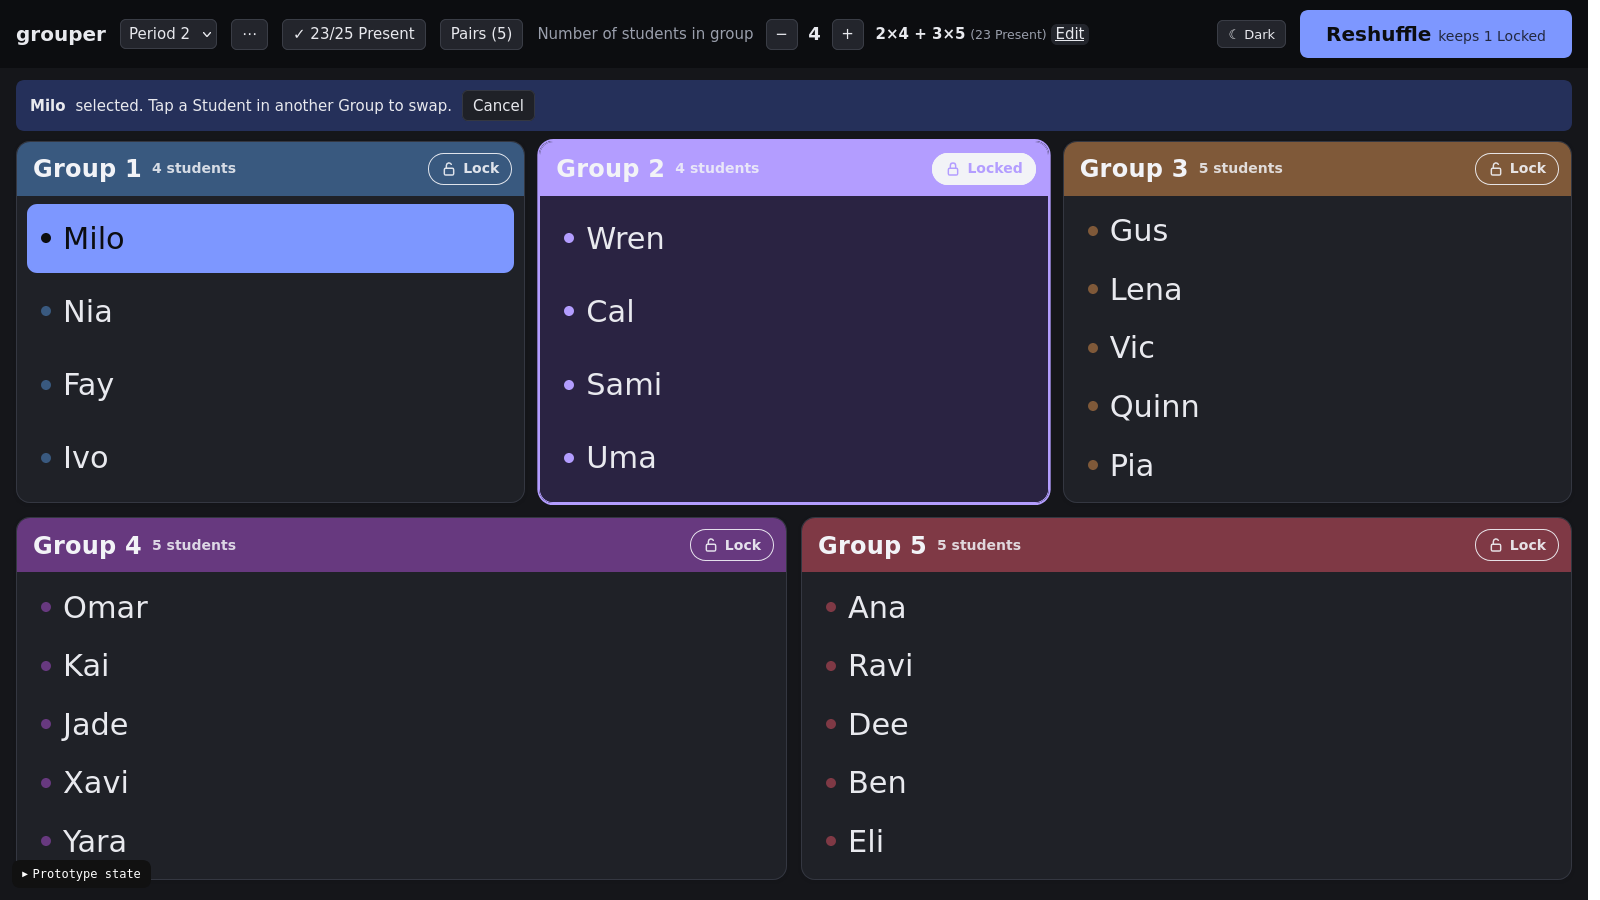 grouper Period 2 ... ✓ 23/25 Present Pairs (5) Number of students in group − 4 + 2×4 + 3×5 (23 Present) Edit ☾ Dark Reshuffle keeps 1 Locked
Milo selected. Tap a Student in another Group to swap. Cancel
Group 1 4 students Lock
Milo
Nia
Fay
Ivo
Group 2 4 students Locked
Wren
Cal
Sami
Uma
Group 3 5 students Lock
Gus
Lena
Vic
Quinn
Pia
Group 4 5 students Lock
Omar
Kai
Jade
Xavi
Yara
Group 5 5 students Lock
Ana
Ravi
Dee
Ben
Eli
▸ Prototype state